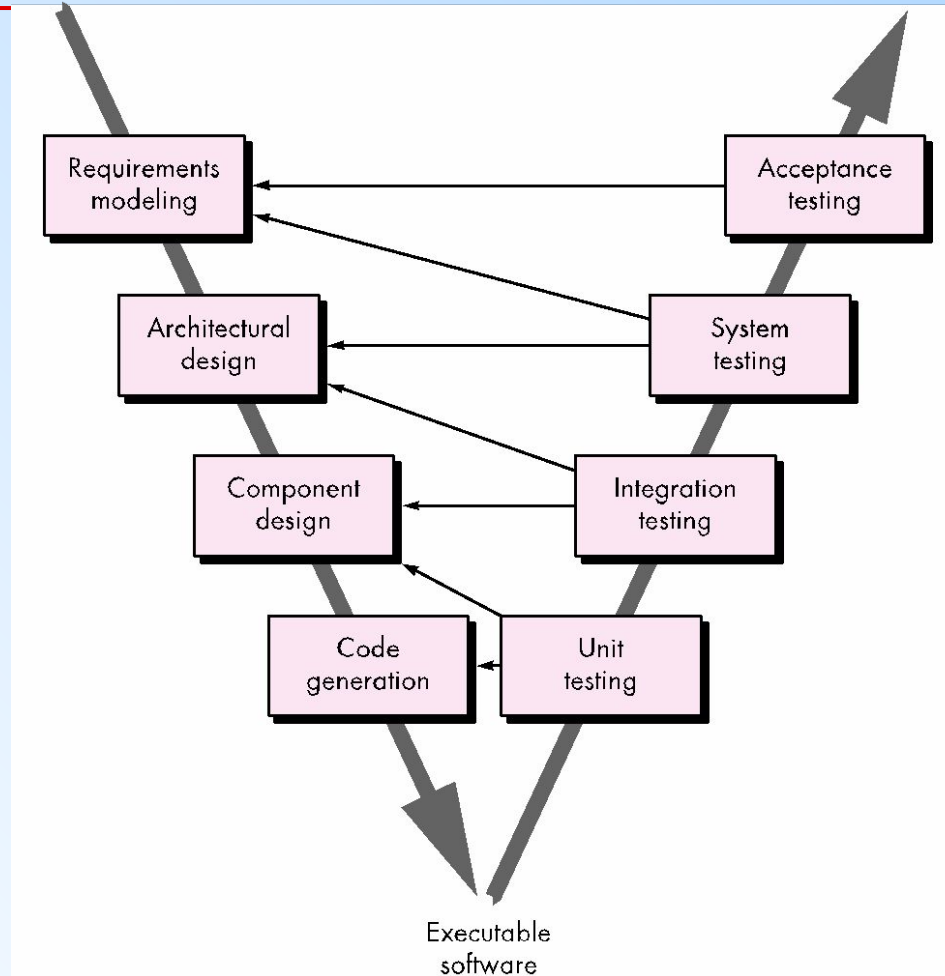 Requirements
modeling
Acceptance
testing
Architectural
design
System
testing
Component
design
Integration
testing
Code
generation
Unit
testing
Executable
software